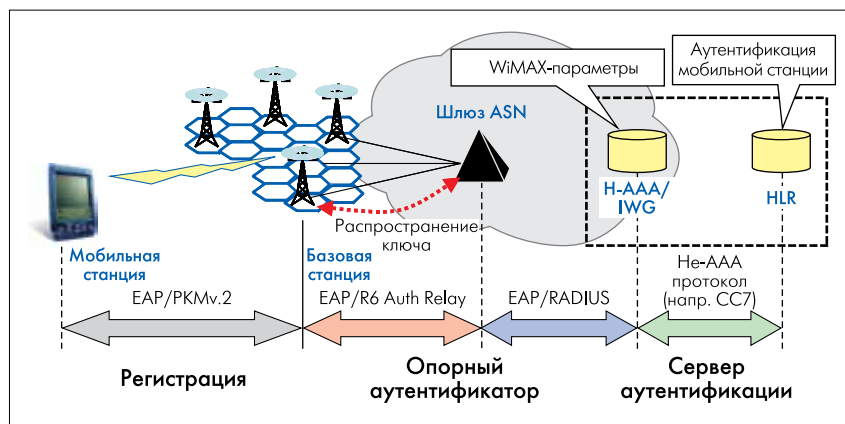 WiMAX-параметры
Аутентификация
мобильной станции
Шлюз ASN
H-AAA/
IWG
HLR
Распространение
ключа
Мобильная
станция
Базовая
станция
Не-ААА
протокол
(напр. СС7)
EAP/PKMv.2
EAP/R6 Auth Relay
EAP/RADIUS
Регистрация
Опорный
аутентификатор
Сервер
аутентификации